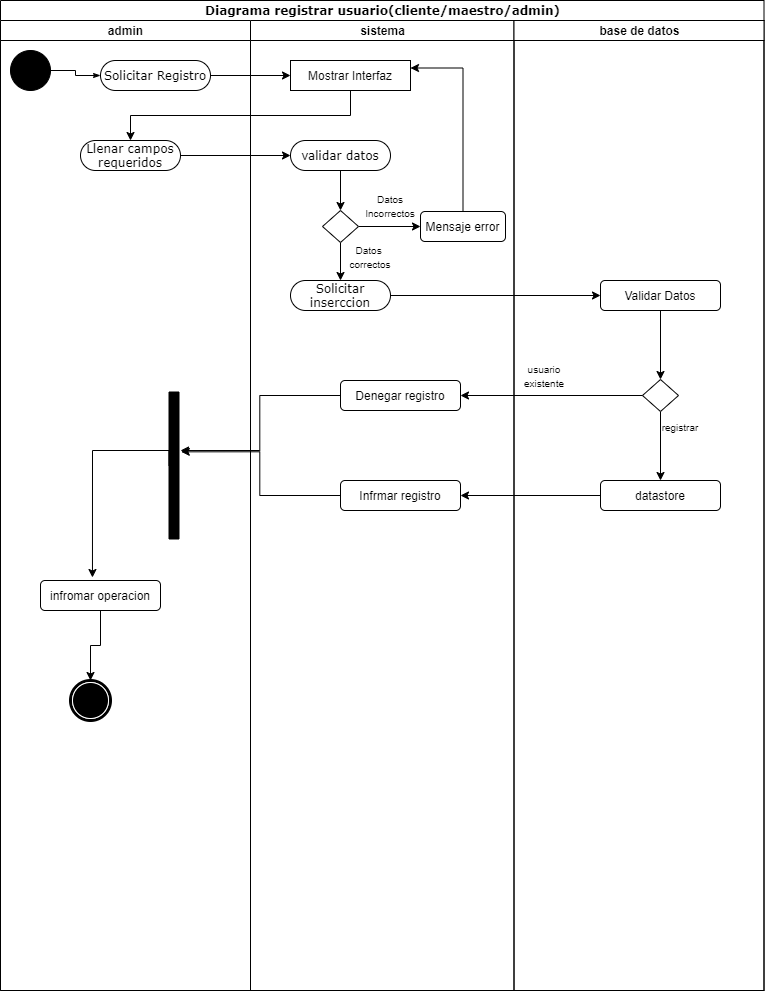 Diagrama registrar usuario(cliente/maestro/admin)
admin
sistema
base de datos
Solicitar Registro
Mostrar Interfaz
Llenar campos
requeridos
validar datos
Datos
Incorrectos
Mensaje error
Datos
correctos
Solicitar
inserccion
Validar Datos
usuario
existente
Denegar registro
registrar
Infrmar registro
datastore
infromar operacion